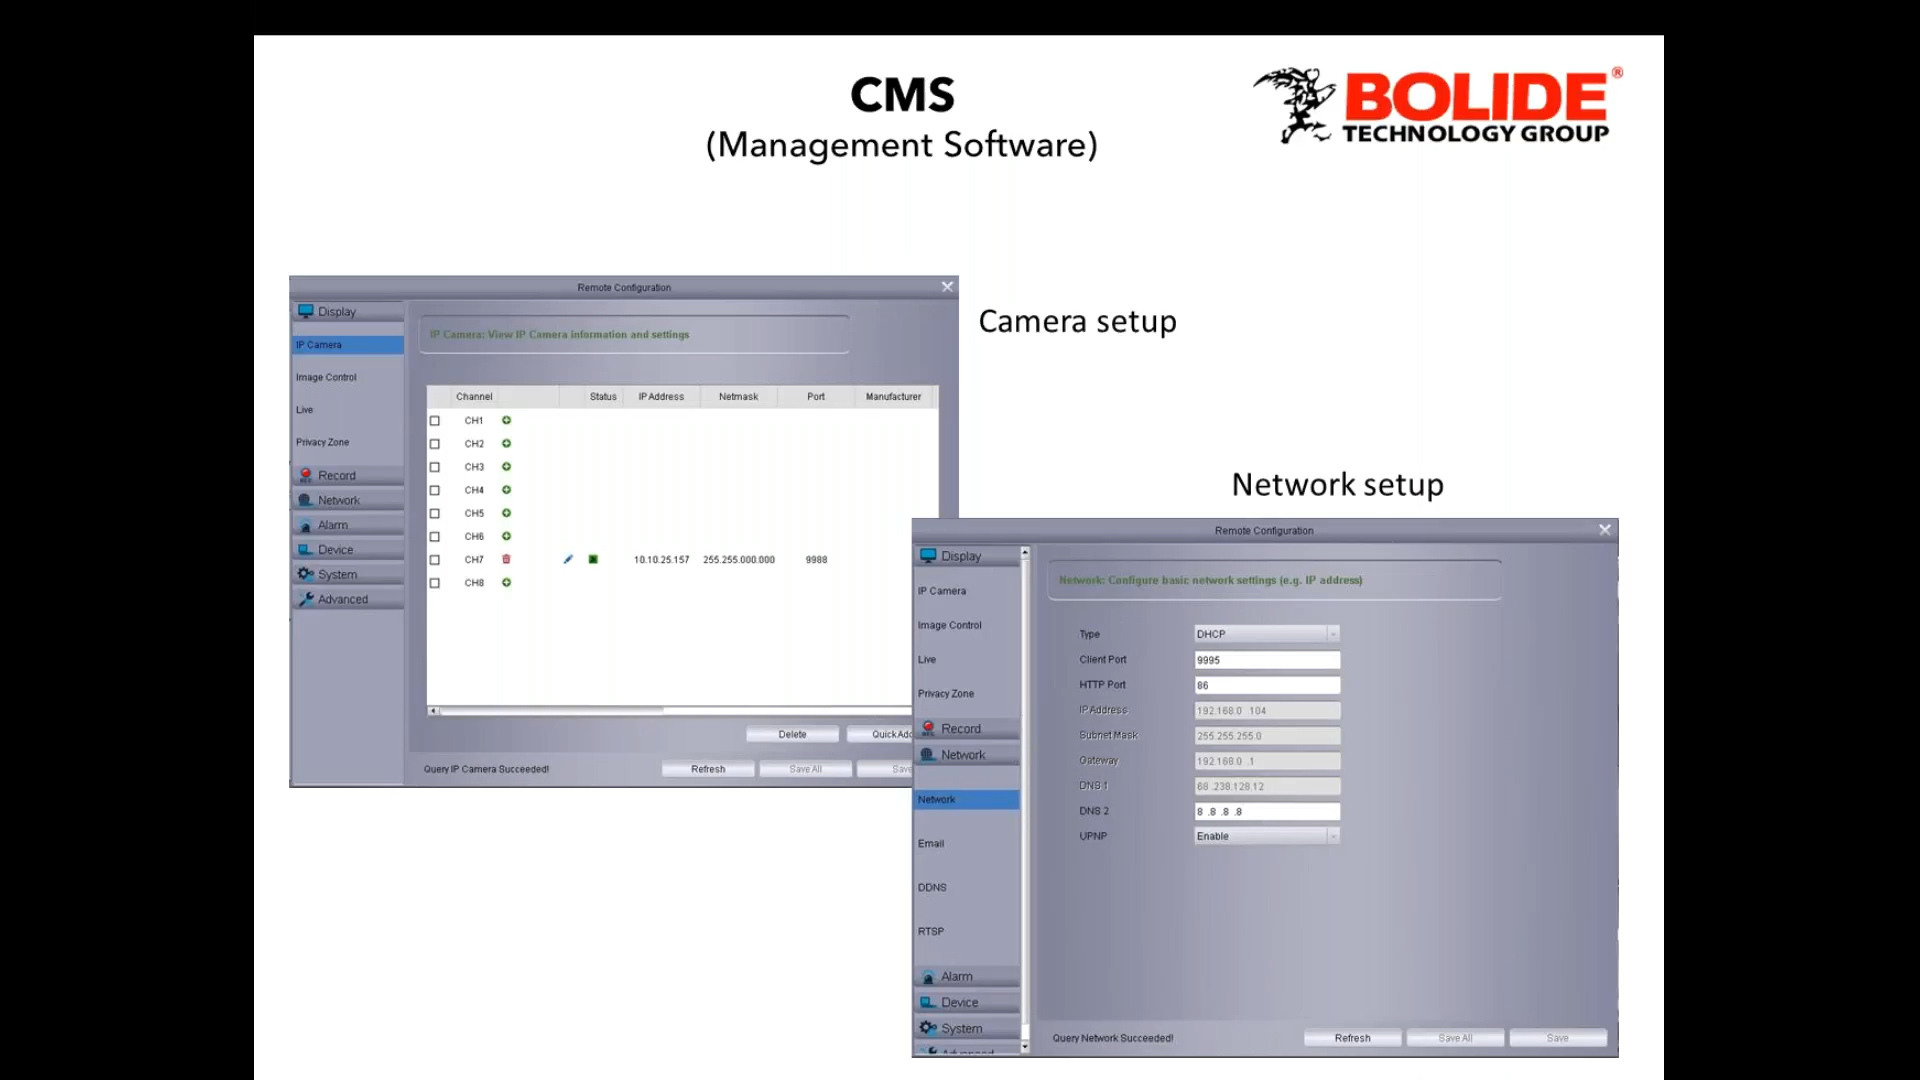 CMS
(Management Software)
BOLIDE®
TECHNOLOGY GROUP
Camera setup
Remote Configuration
Display
IP Camera
Image Control
Live
Privacy Zone
Record
Network
Alarm
Device
System
Advanced
IP Camera: View IP Camera information and settings
Channel Status IP Address Netmask Port Manufacturer
CH1
CH2
CH3
CH4
CH5
CH6
CH7 10.10.25.157 255.255.000.000 9988
CH8
Delete
Query IP Camera Succeeded! Refresh Save All Save
Network setup
Remote Configuration
Display
IP Camera
Image Control
Live
Privacy Zone
Record
Network
Network
Email
DDNS
RTSP
Alarm
Device
System
Advanced
Network: Configure basic network settings (e.g. IP address)
Type DHCP
Client Port 9995
HTTP Port 86
IP Address 192.168.0 .104
Subnet Mask 255.255.255.0
Gateway 192.168.0 .1
DNS 1 68 .238.128.12
DNS 2 8 .8 .8 .8
UPNP Enable
Query Network Succeeded! Refresh Save All Save